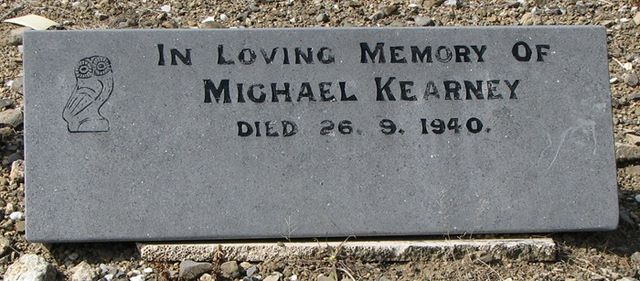 In Loving Memory Of
Michael Kearney
Died 26. 9. 1940.